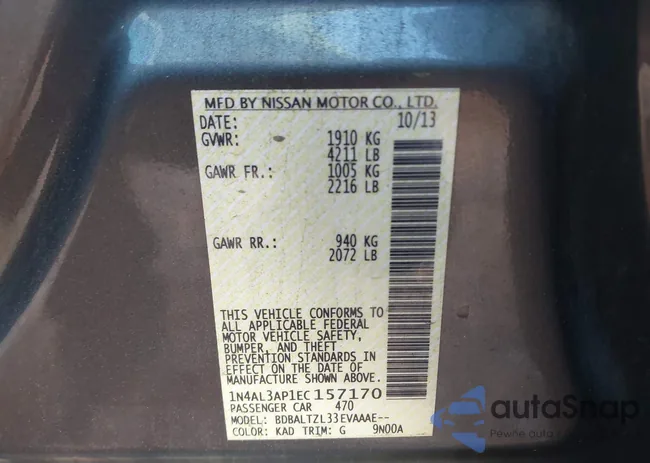 MFD BY NISSAN MOTOR CO., LTD.
DATE: 10/13
GVWR: 1910 KG
4211 LB
GAWR FR.: 1005 KG
2216 LB
GAWR RR.: 940 KG
2072 LB
THIS VEHICLE CONFORMS TO
ALL APPLICABLE FEDERAL
MOTOR VEHICLE SAFETY,
BUMPER, AND THEFT
PREVENTION STANDARDS IN
EFFECT ON THE DATE OF
MANUFACTURE SHOWN ABOVE.
1N4AL3AP1EC157170
PASSENGER CAR 470
MODEL: BDBALTZL33EVAAAE--
COLOR: KAD TRIM: G 9N00A
autoSnap
Pewne auto